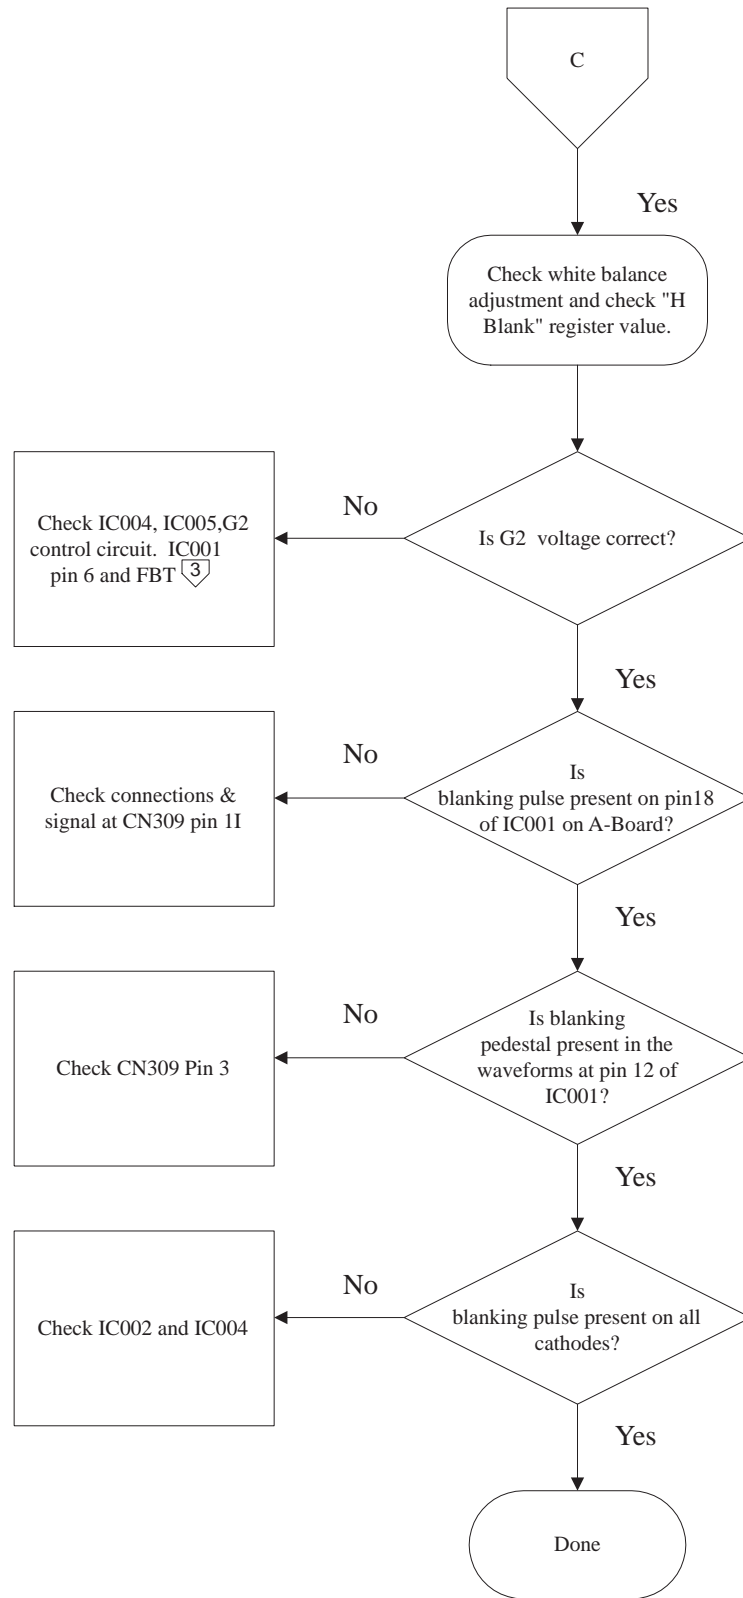 C
Yes
Check white balance
adjustment and check "H
Blank" register value.
Is G2 voltage correct?
No
Check IC004, IC005,G2
control circuit. IC001
pin 6 and FBT 3
Yes
Is
blanking pulse present on pin18
of IC001 on A-Board?
No
Check connections &
signal at CN309 pin 1I
Yes
Is blanking
pedestal present in the
waveforms at pin 12 of
IC001?
No
Check CN309 Pin 3
Yes
Is
blanking pulse present on all
cathodes?
No
Check IC002 and IC004
Yes
Done